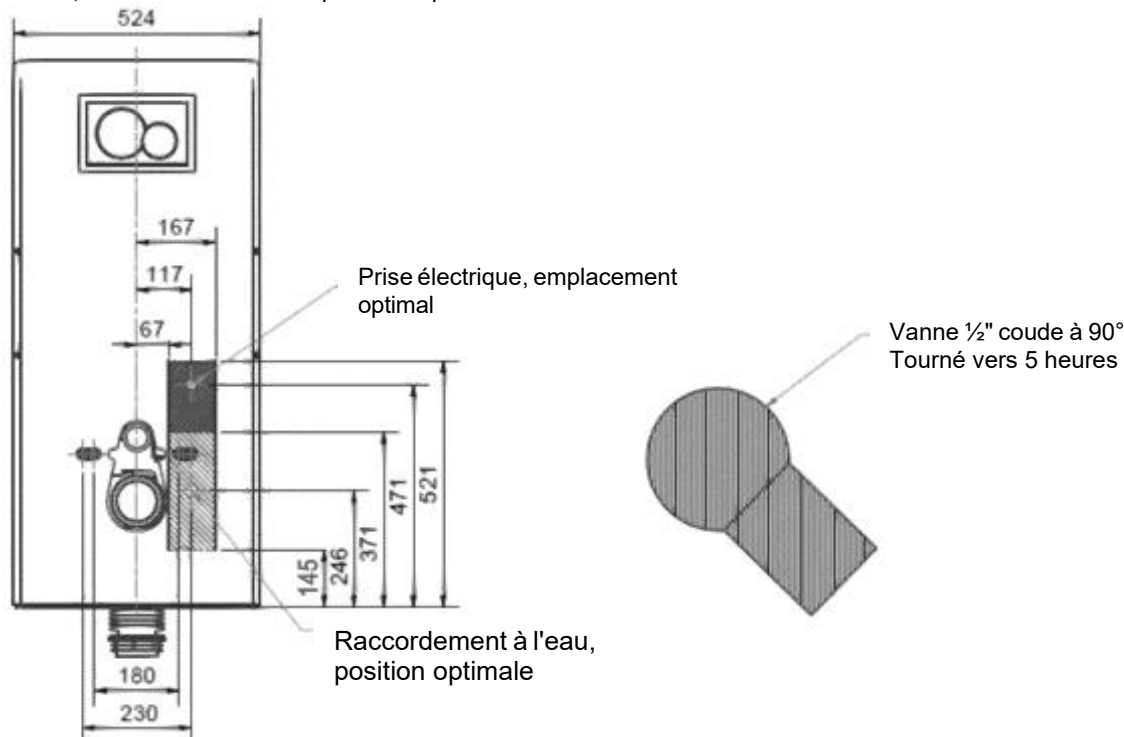 524
167
Prise électrique, emplacement
optimal
117
67
Vanne ½" coude à 90°
Tourné vers 5 heures
521
471
371
246
145
Raccordement à l'eau,
position optimale
180
230